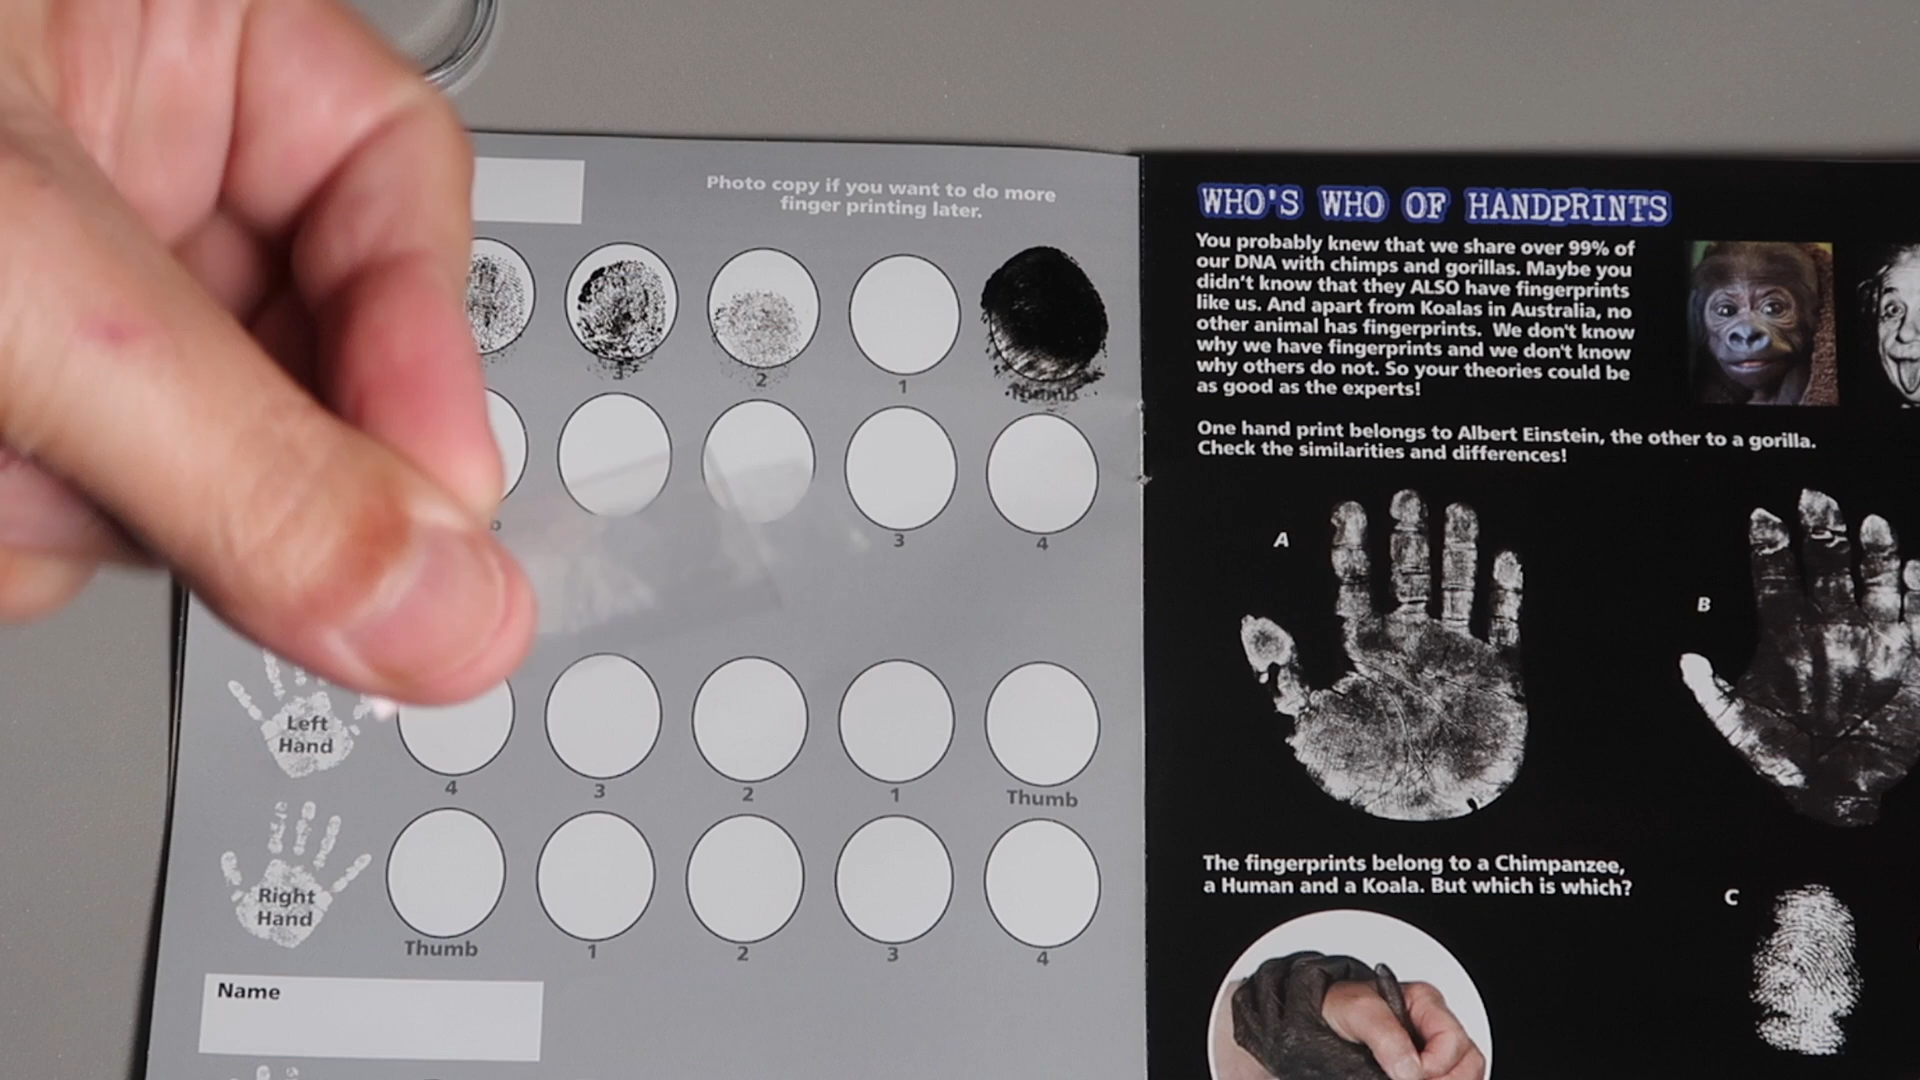 Photo copy if you want to do more
finger printing later.
3
2
1
Thumb
3
4
Left
Hand
4
3
2
1
Thumb
Right
Hand
Thumb
1
2
3
4
Name
WHO'S WHO OF HANDPRINTS
You probably knew that we share over 99% of
our DNA with chimps and gorillas. Maybe you
didn't know that they ALSO have fingerprints
like us. And apart from Koalas in Australia, no
other animal has fingerprints. We don't know
why we have fingerprints and we don't know
why others do not. So your theories could be
as good as the experts!
One hand print belongs to Albert Einstein, the other to a gorilla.
Check the similarities and differences!
A
B
The fingerprints belong to a Chimpanzee,
a Human and a Koala. But which is which?
C